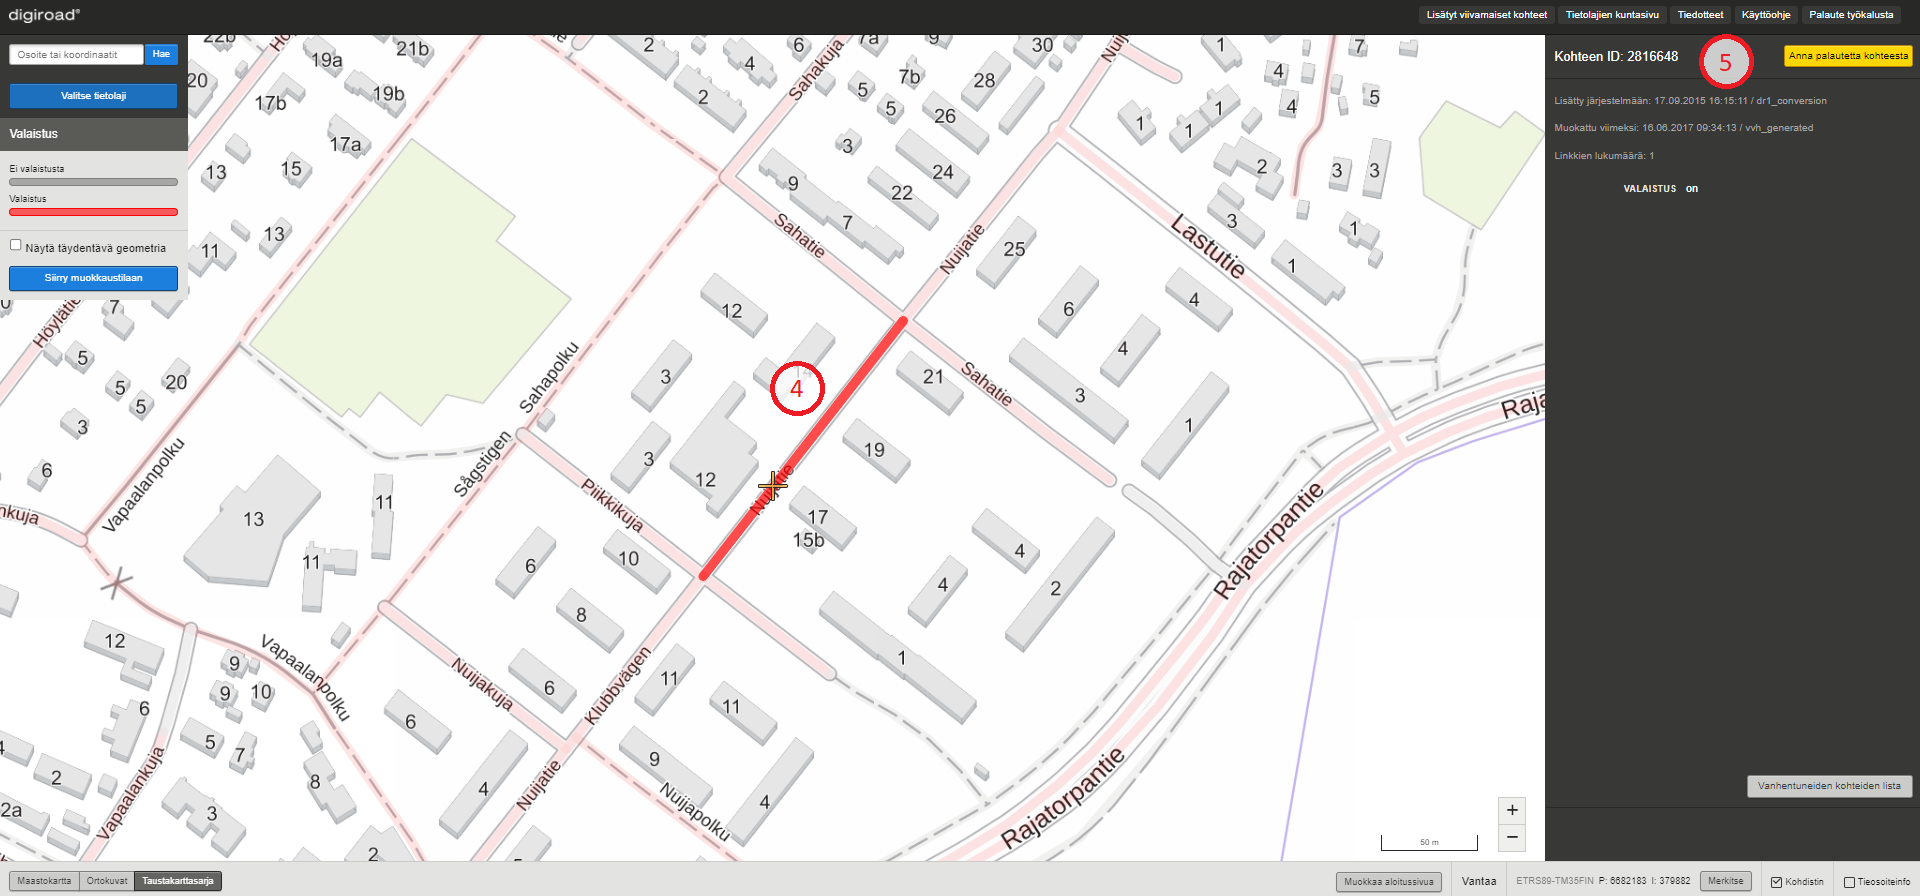 digiroad°
Lisätyt viivamaiset kohteet
Tietolajien kuntasivu
Tiedotteet
Käyttöohje
Palaute työkalusta
Osoite tai koordinaatit
Hae
Valitse tietolaji
Valaistus
Ei valaistusta
Valaistus
Näytä täydentävä geometria
Siirry muokkaustilaan
Kohteen ID: 2816648
5
Anna palautetta kohteesta
Lisätty järjestelmään: 17.09.2015 16:15:11 / dr1_conversion
Muokattu viimeksi: 16.06.2017 09:34:13 / vvh_generated
Linkkien lukumäärä: 1
VALAISTUS on
Vanhentuneiden kohteiden lista
21b
19a
19b
17b
17a
20
13
15
13
11
7
5
5
5
20
3
6
Höylätie
2
4
2
6
7b
5
5
3
28
30
26
24
22
9
7
Sahakuja
Sahatie
Nuijatie
25
1
4
4
7
5
1
1
1
2
3
3
3
1
1
Lastutie
12
3
4
3
12
21
19
17
15b
Nuijatie
Sahatie
6
4
4
3
1
Sahapolku
Sågstigen
Vapaalanpolku
13
11
11
nkuja
Piikkikuja
10
6
8
6
6
4
Nuijakuja
Klubbvägen
Nuijatie
11
11
9
4
Nuijapolku
4
4
2
1
Rajatorpantie
Rajatorpantie
Raja
Vapaalanpolku
12
9
9
10
6
5
7
8
2
2a
3
2
Vapaalankuja
50 m
+
−
Maastokartta
Ortokuvat
Taustakarttasarja
Muokkaa aloitussivua
Vantaa
ETRS89-TM35FIN P: 6682183 I: 379882
Merkitse
Kohdistin
Tieosoiteinfo